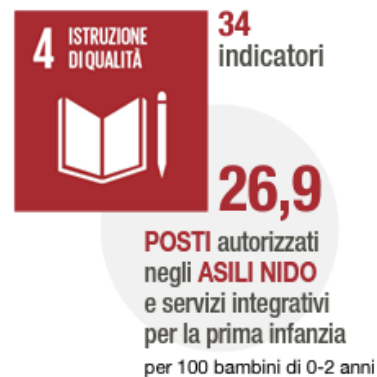 4 ISTRUZIONE
DI QUALITÀ
34
indicatori
26,9
POSTI autorizzati
negli ASILI NIDO
e servizi integrativi
per la prima infanzia
per 100 bambini di 0-2 anni